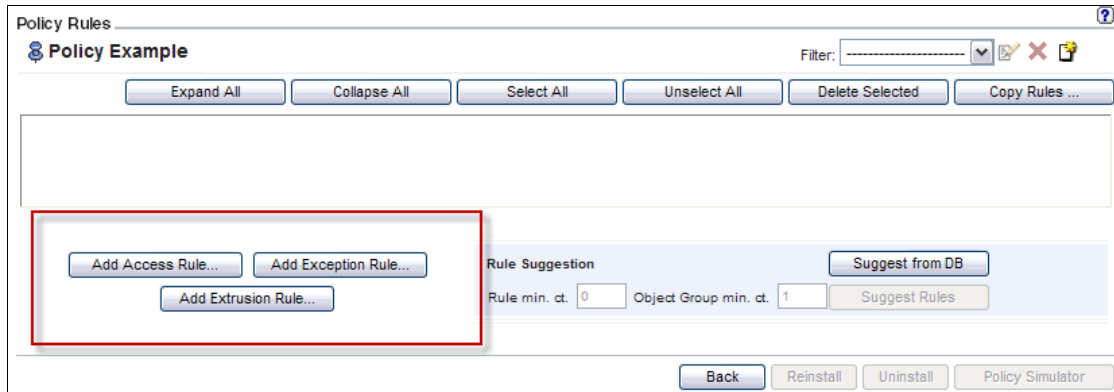 Policy Rules
?
Policy Example
Filter: ----------------------
Expand All Collapse All Select All Unselect All Delete Selected Copy Rules ...
Add Access Rule... Add Exception Rule...
Add Extrusion Rule...
Rule Suggestion Suggest from DB
Rule min. ct. 0 Object Group min. ct. 1 Suggest Rules
Back Reinstall Uninstall Policy Simulator